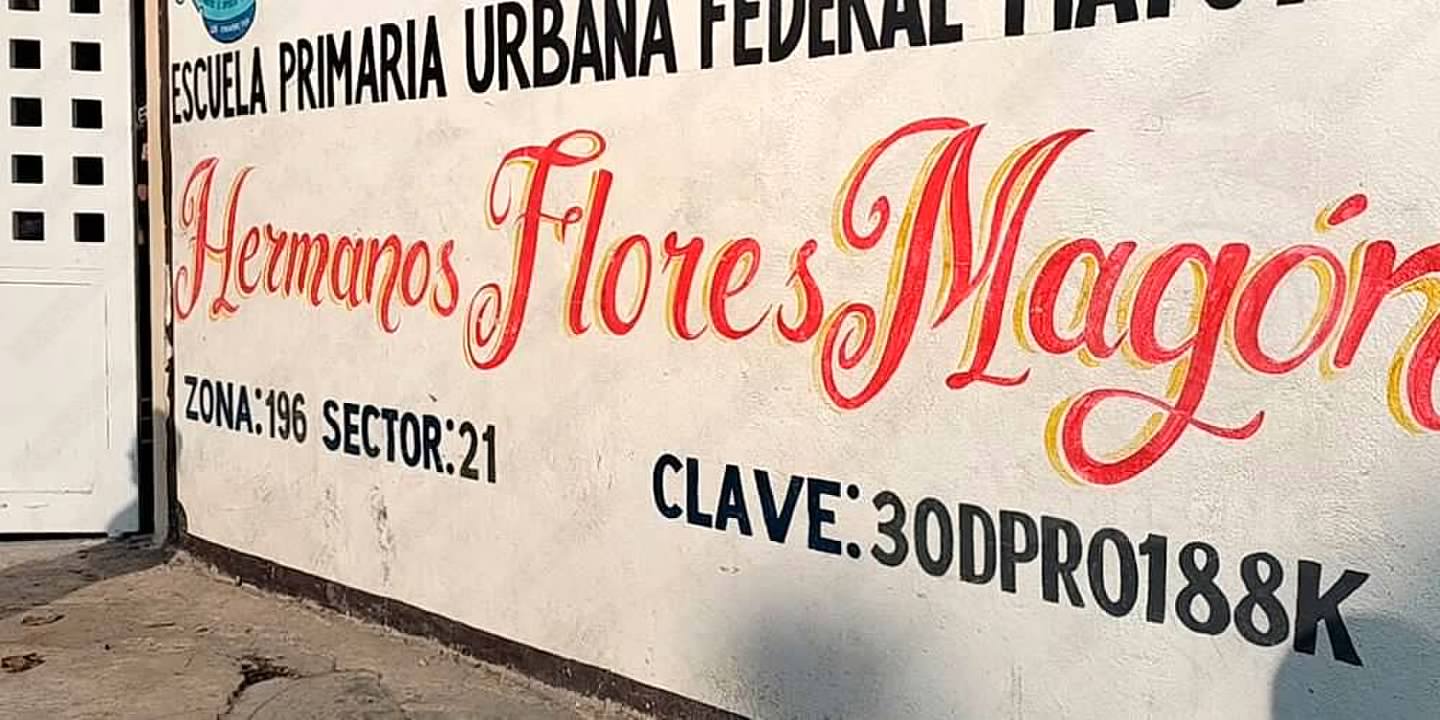 ESCUELA PRIMARIA URBANA FEDERAL
Hermanos Flores Magón
ZONA:196 SECTOR:21
CLAVE:30DPR0188K